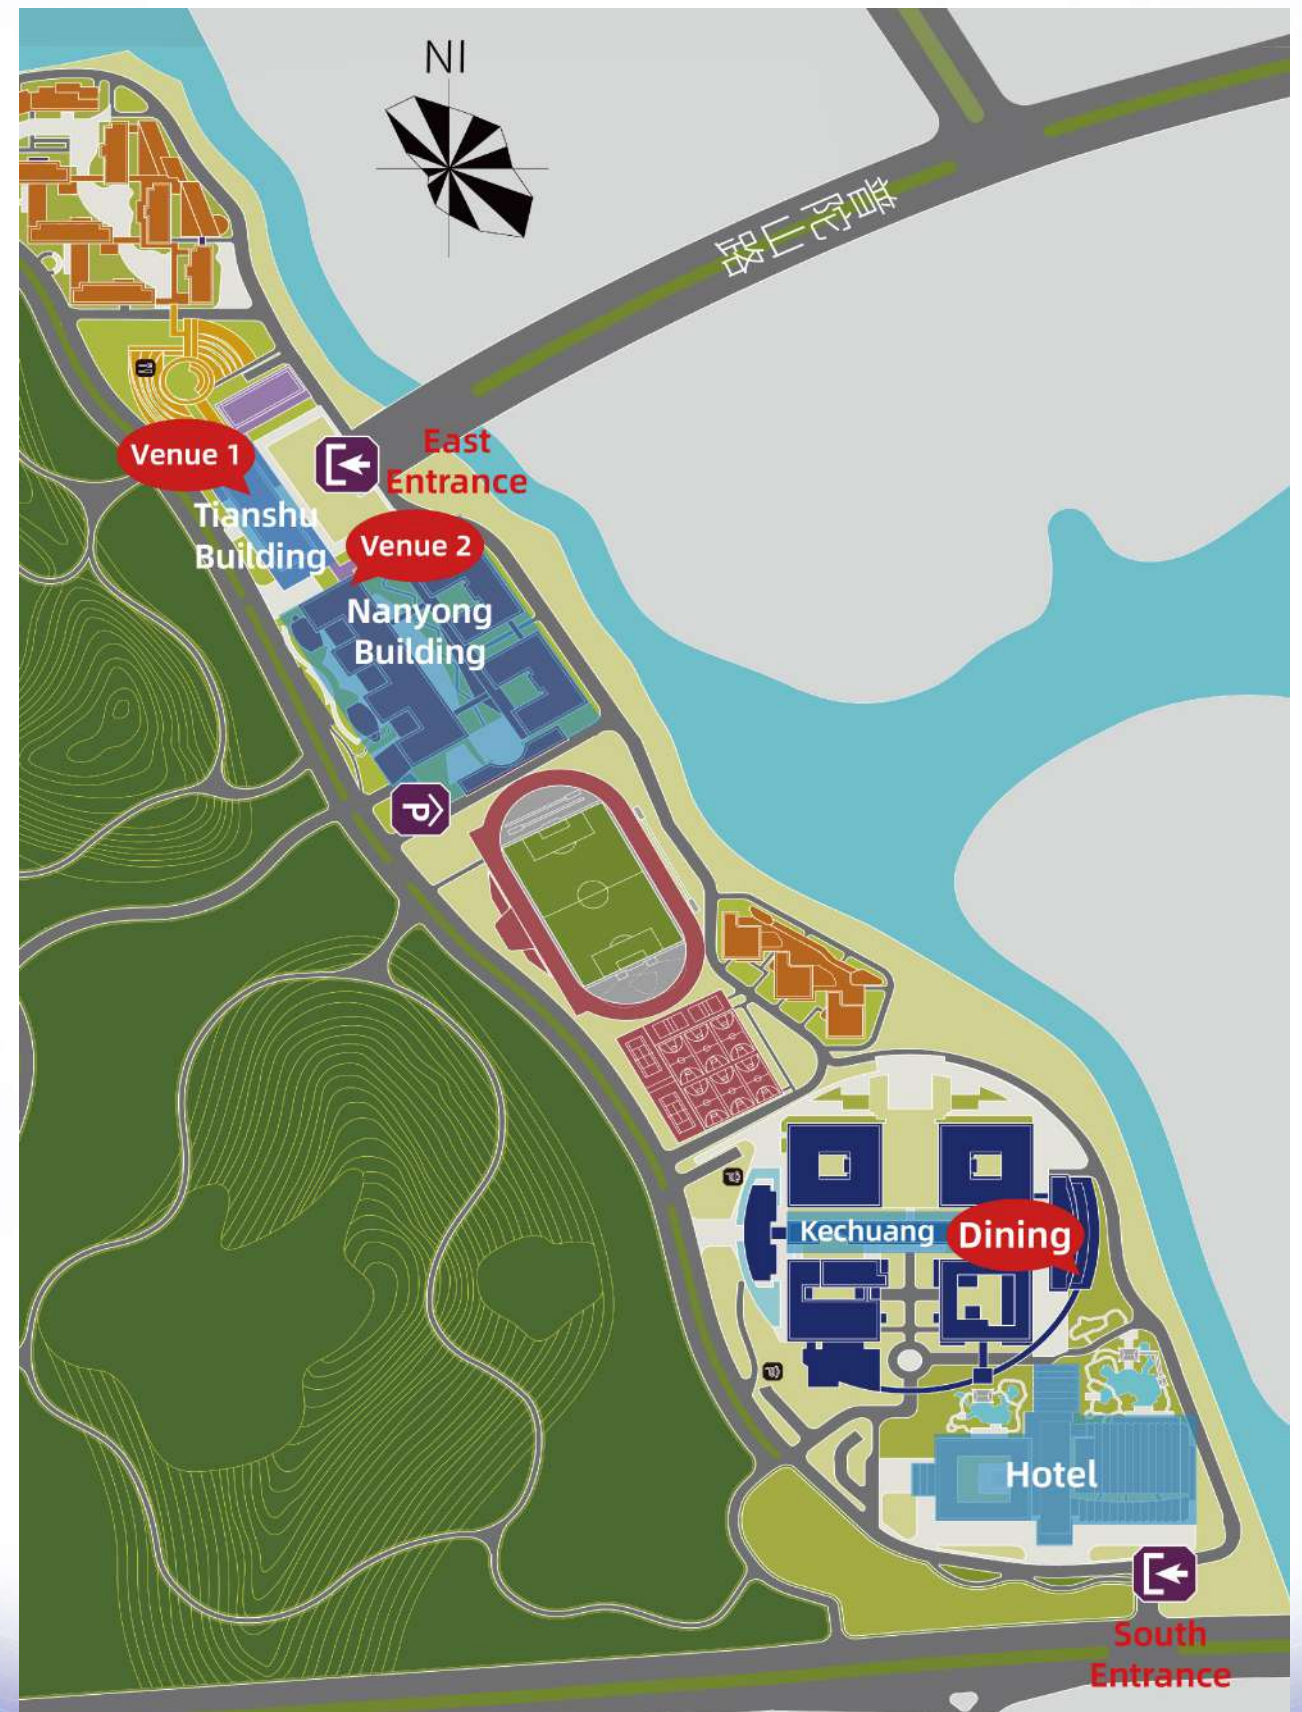 NI
普陀山路
East
Entrance
Venue 1
Tianshu
Building
Venue 2
Nanyong
Building
P
Kechuang
Dining
Hotel
South
Entrance